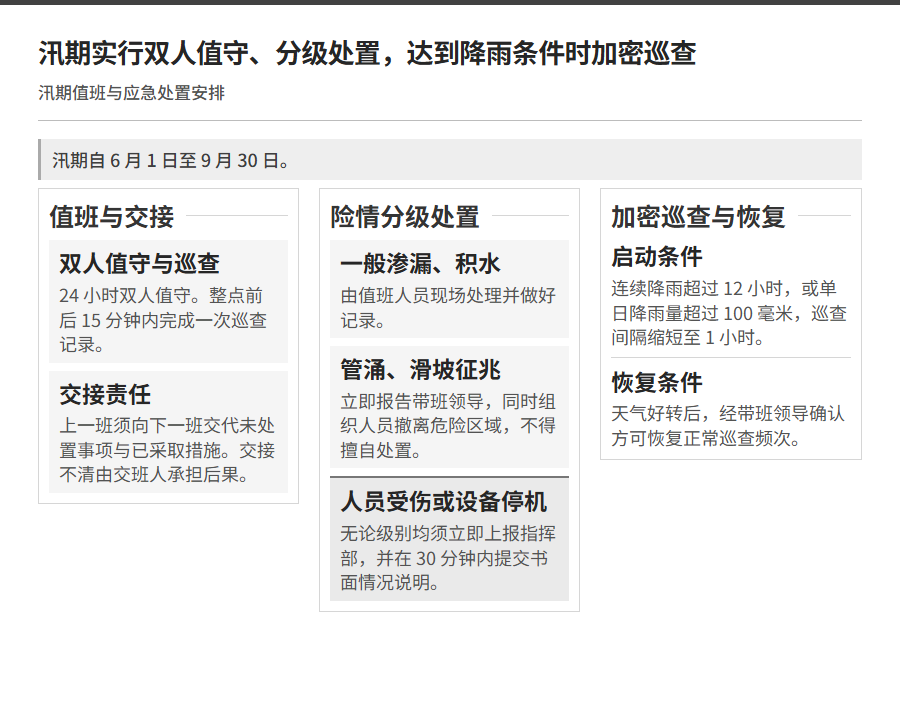 汛期实行双人值守、分级处置，达到降雨条件时加密巡查
汛期值班与应急处置安排
汛期自 6 月 1 日至 9 月 30 日。
值班与交接
双人值守与巡查
24 小时双人值守。整点前
后 15 分钟内完成一次巡查
记录。
交接责任
上一班须向下一班交代未处
置事项与已采取措施。交接
不清由交班人承担后果。
险情分级处置
一般渗漏、积水
由值班人员现场处理并做好
记录。
管涌、滑坡征兆
立即报告带班领导，同时组
织人员撤离危险区域，不得
擅自处置。
人员受伤或设备停机
无论级别均须立即上报指挥
部，并在 30 分钟内提交书
面情况说明。
加密巡查与恢复
启动条件
连续降雨超过 12 小时，或单
日降雨量超过 100 毫米，巡查
间隔缩短至 1 小时。
恢复条件
天气好转后，经带班领导确认
方可恢复正常巡查频次。